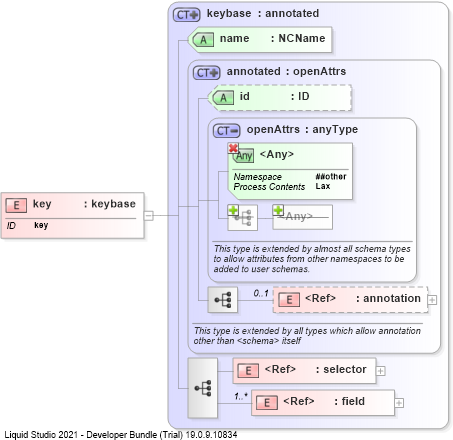 CT keybase : annotated
A name : NCName
CT annotated : openAttrs
A id : ID
CT openAttrs : anyType
Any <Any>
Namespace ##other
Process Contents Lax
<Any>
This type is extended by almost all schema types
to allow attributes from other namespaces to be
added to user schemas.
E key : keybase
ID key
0..1 E <Ref> : annotation
This type is extended by all types which allow annotation
other than <schema> itself
E <Ref> : selector
1..* E <Ref> : field
Liquid Studio 2021 - Developer Bundle (Trial) 19.0.9.10834